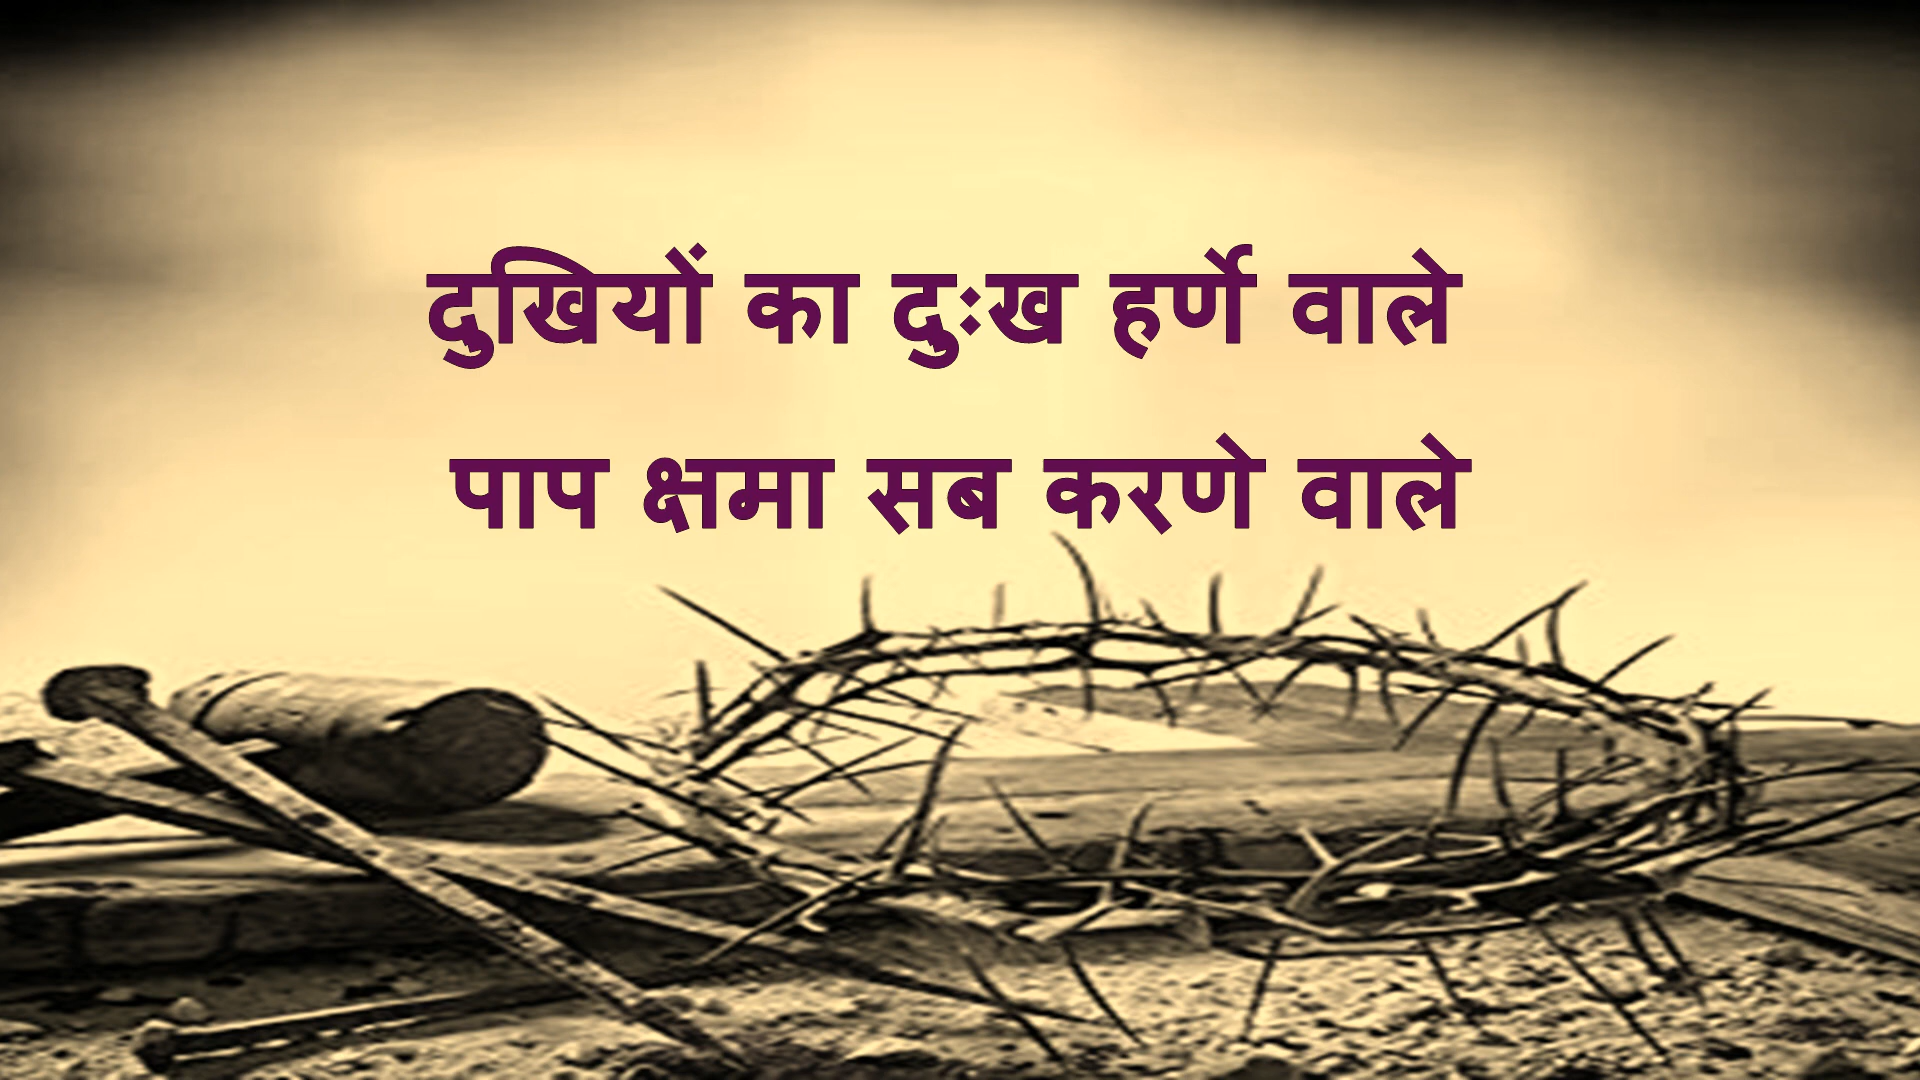 दुखियों का दुःख हर्णे वाले
पाप क्षमा सब करणे वाले